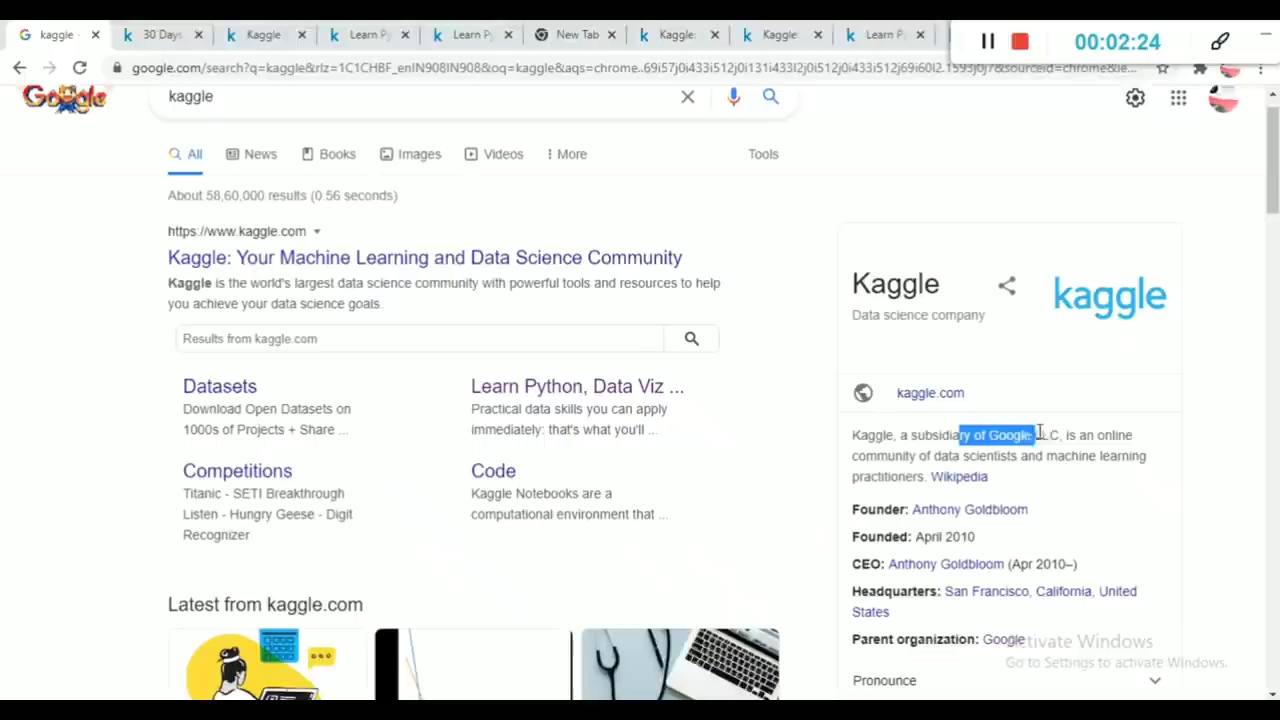 kaggle
30 Days
Kaggle
Learn Py
Learn P
New Tab
Kaggle:
Kaggle
Learn P
00:02:24
google.com/search?q=kaggle&rlz=1C1CHBF_enIN908IN908&oq=kaggle&aqs=chrome..69i57j0i433i512j0i131i433l2j0i512j0i433i512j69i60l2.1593j0j7&sourceid=chrome&ie...
Google
kaggle
All
News
Books
Images
Videos
More
Tools
About 58,60,000 results (0.56 seconds)
https://www.kaggle.com
Kaggle: Your Machine Learning and Data Science Community
Kaggle is the world's largest data science community with powerful tools and resources to help
you achieve your data science goals.
Results from kaggle.com
Datasets
Download Open Datasets on
1000s of Projects + Share ...
Learn Python, Data Viz ...
Practical data skills you can apply
immediately: that's what you'll ...
Competitions
Titanic - SETI Breakthrough
Listen - Hungry Geese - Digit
Recognizer
Code
Kaggle Notebooks are a
computational environment that ...
Latest from kaggle.com
Kaggle
Data science company
kaggle
kaggle.com
Kaggle, a subsidiary of Google LLC, is an online
community of data scientists and machine learning
practitioners. Wikipedia
Founder: Anthony Goldbloom
Founded: April 2010
CEO: Anthony Goldbloom (Apr 2010–)
Headquarters: San Francisco, California, United
States
Parent organization: Google
Activate Windows
Go to Settings to activate Windows.
Pronounce